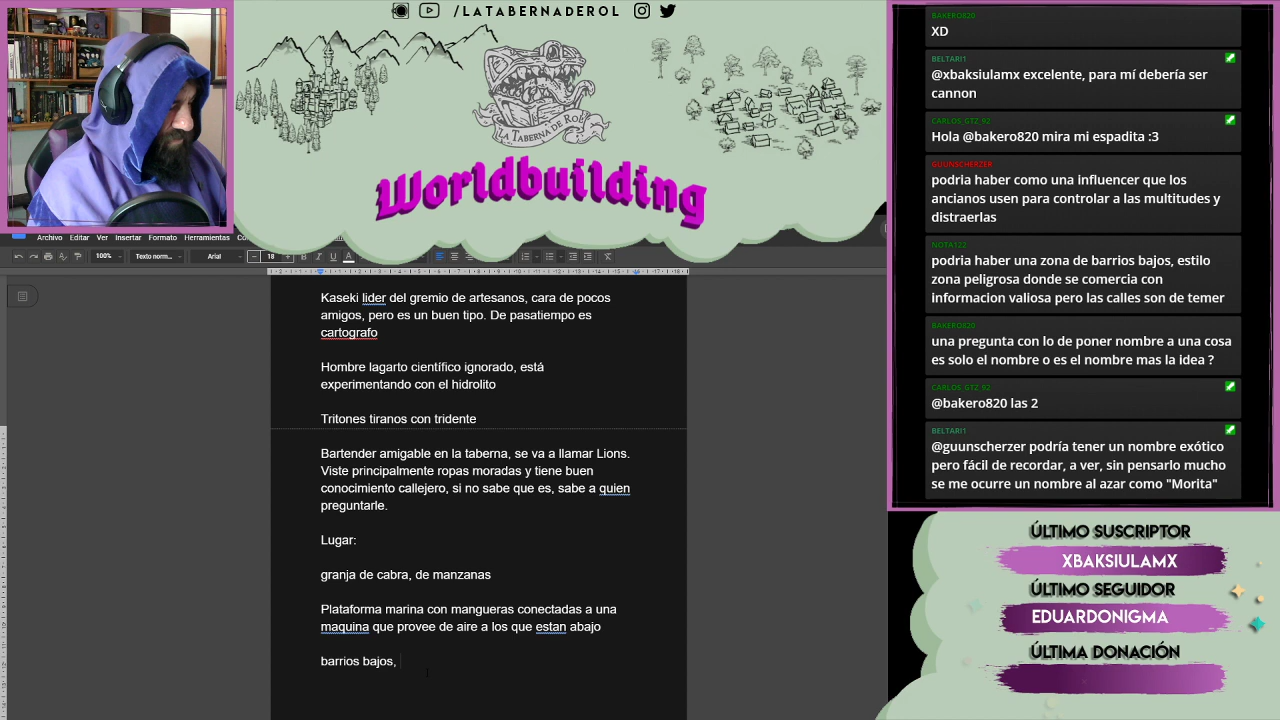 /LATABERNADEROL
LA TABERNA DE ROL
Worldbuilding
Archivo Editar Ver Insertar Formato Herramientas
100% Texto norm... Arial 18
Kaseki lider del gremio de artesanos, cara de pocos
amigos, pero es un buen tipo. De pasatiempo es
cartografo
Hombre lagarto científico ignorado, está
experimentando con el hidrolito
Tritones tiranos con tridente
Bartender amigable en la taberna, se va a llamar Lions.
Viste principalmente ropas moradas y tiene buen
conocimiento callejero, si no sabe que es, sabe a quien
preguntarle.
Lugar:
granja de cabra, de manzanas
Plataforma marina con mangueras conectadas a una
maquina que provee de aire a los que estan abajo
barrios bajos,
BAKERO820
XD
BELTARI1
@xbaksiulamx excelente, para mí debería ser
cannon
CARLOS_GTZ_92
Hola @bakero820 mira mi espadita :3
GUUNSCHERZER
podria haber como una influencer que los
ancianos usen para controlar a las multitudes y
distraerlas
NOTA122
podria haber una zona de barrios bajos, estilo
zona peligrosa donde se comercia con
informacion valiosa pero las calles son de temer
BAKERO820
una pregunta con lo de poner nombre a una cosa
es solo el nombre o es el nombre mas la idea ?
CARLOS_GTZ_92
@bakero820 las 2
BELTARI1
@guunscherzer podría tener un nombre exótico
pero fácil de recordar, a ver, sin pensarlo mucho
se me ocurre un nombre al azar como "Morita"
ÚLTIMO SUSCRIPTOR
XBAKSIULAMX
ÚLTIMO SEGUIDOR
EDUARDONIGMA
ÚLTIMA DONACIÓN